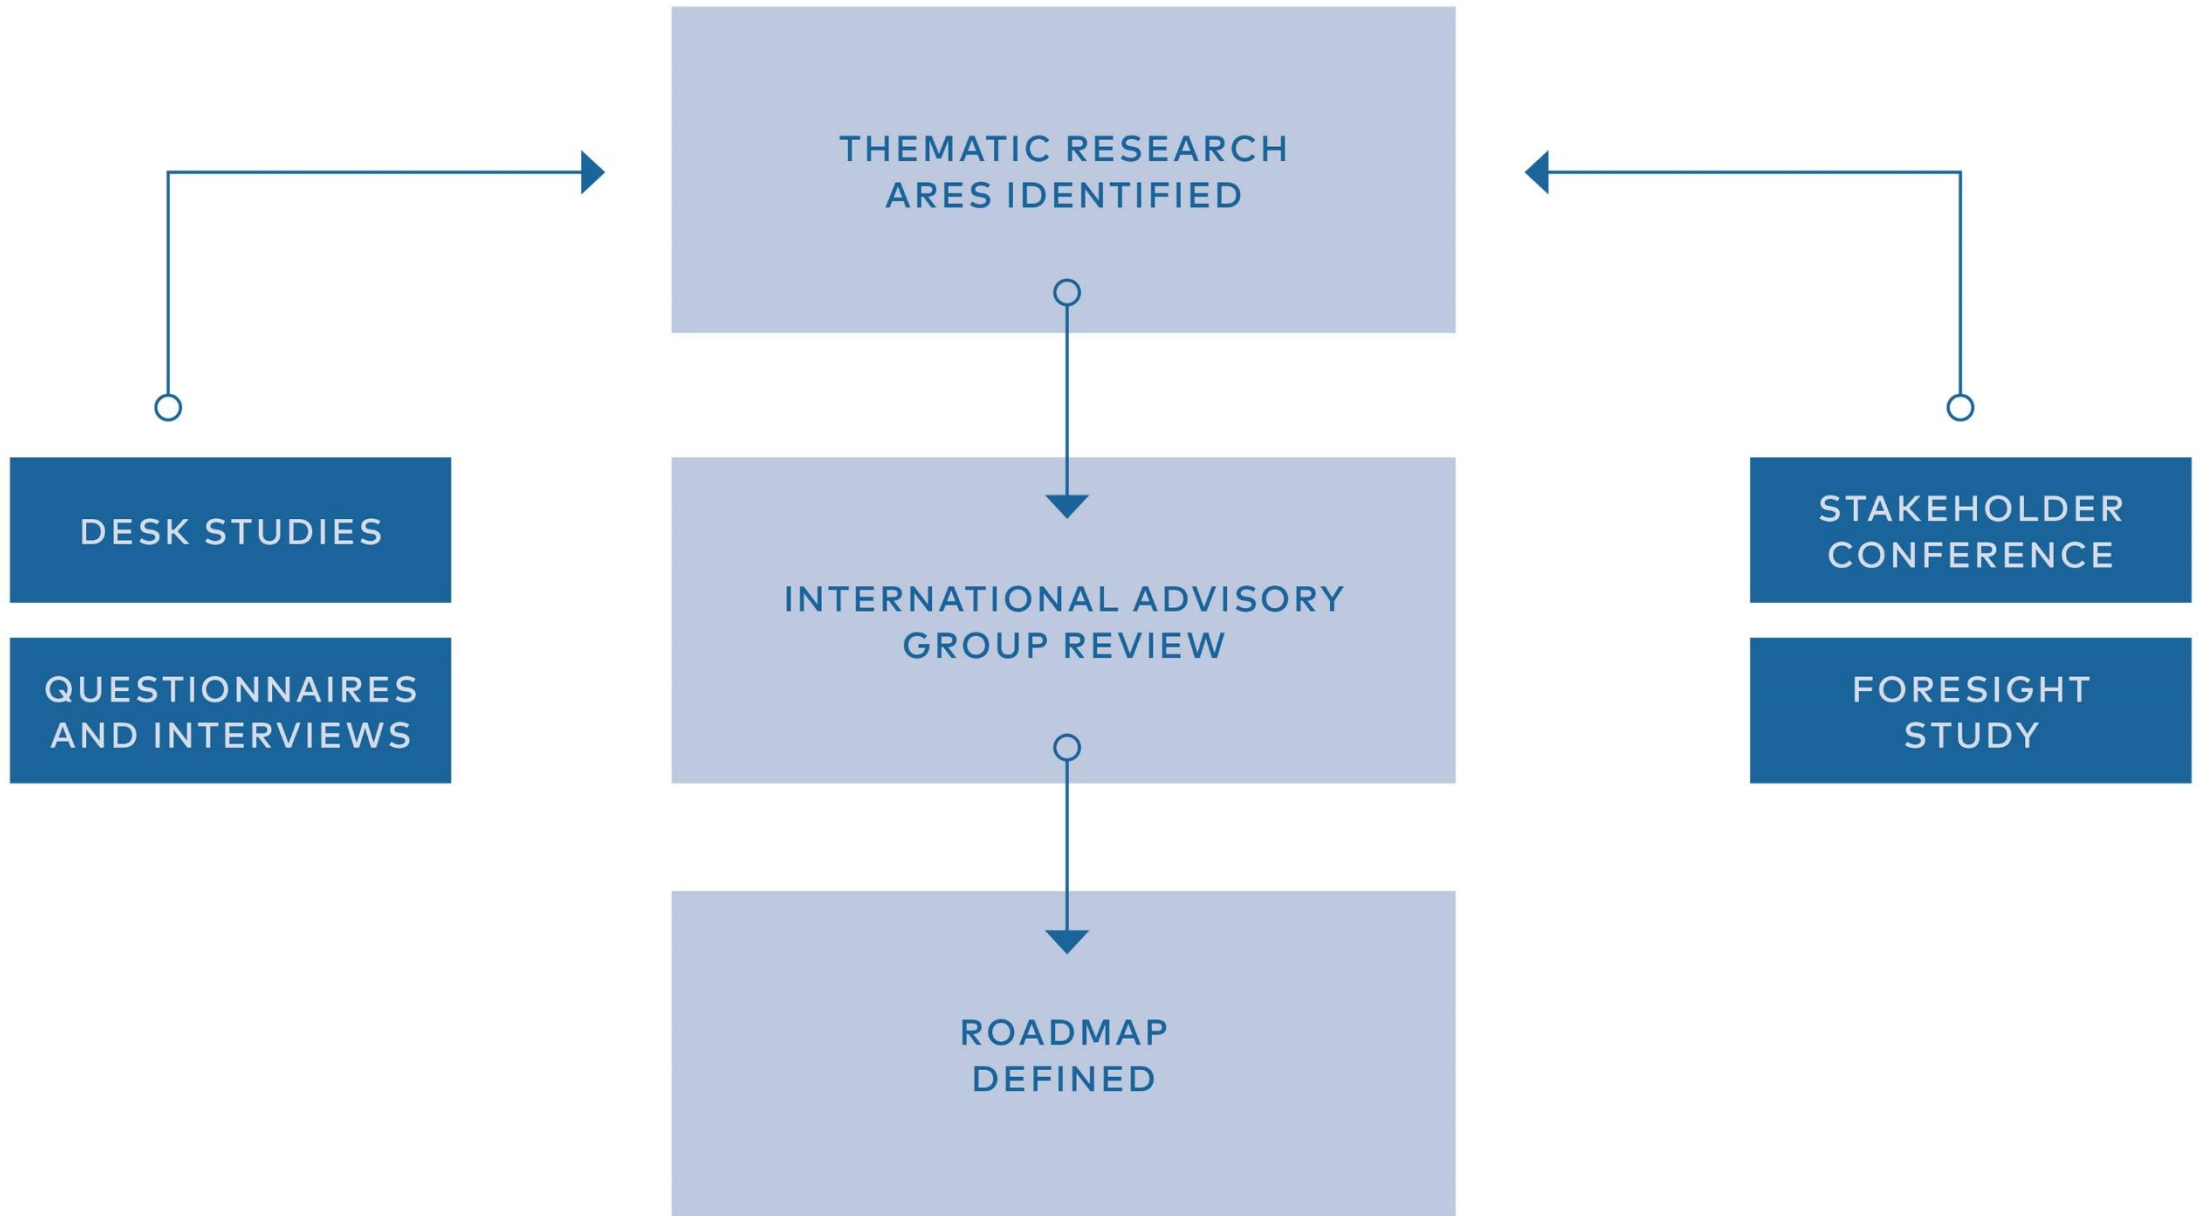 THEMATIC RESEARCH
ARES IDENTIFIED
DESK STUDIES
QUESTIONNAIRES
AND INTERVIEWS
INTERNATIONAL ADVISORY
GROUP REVIEW
STAKEHOLDER
CONFERENCE
FORESIGHT
STUDY
ROADMAP
DEFINED